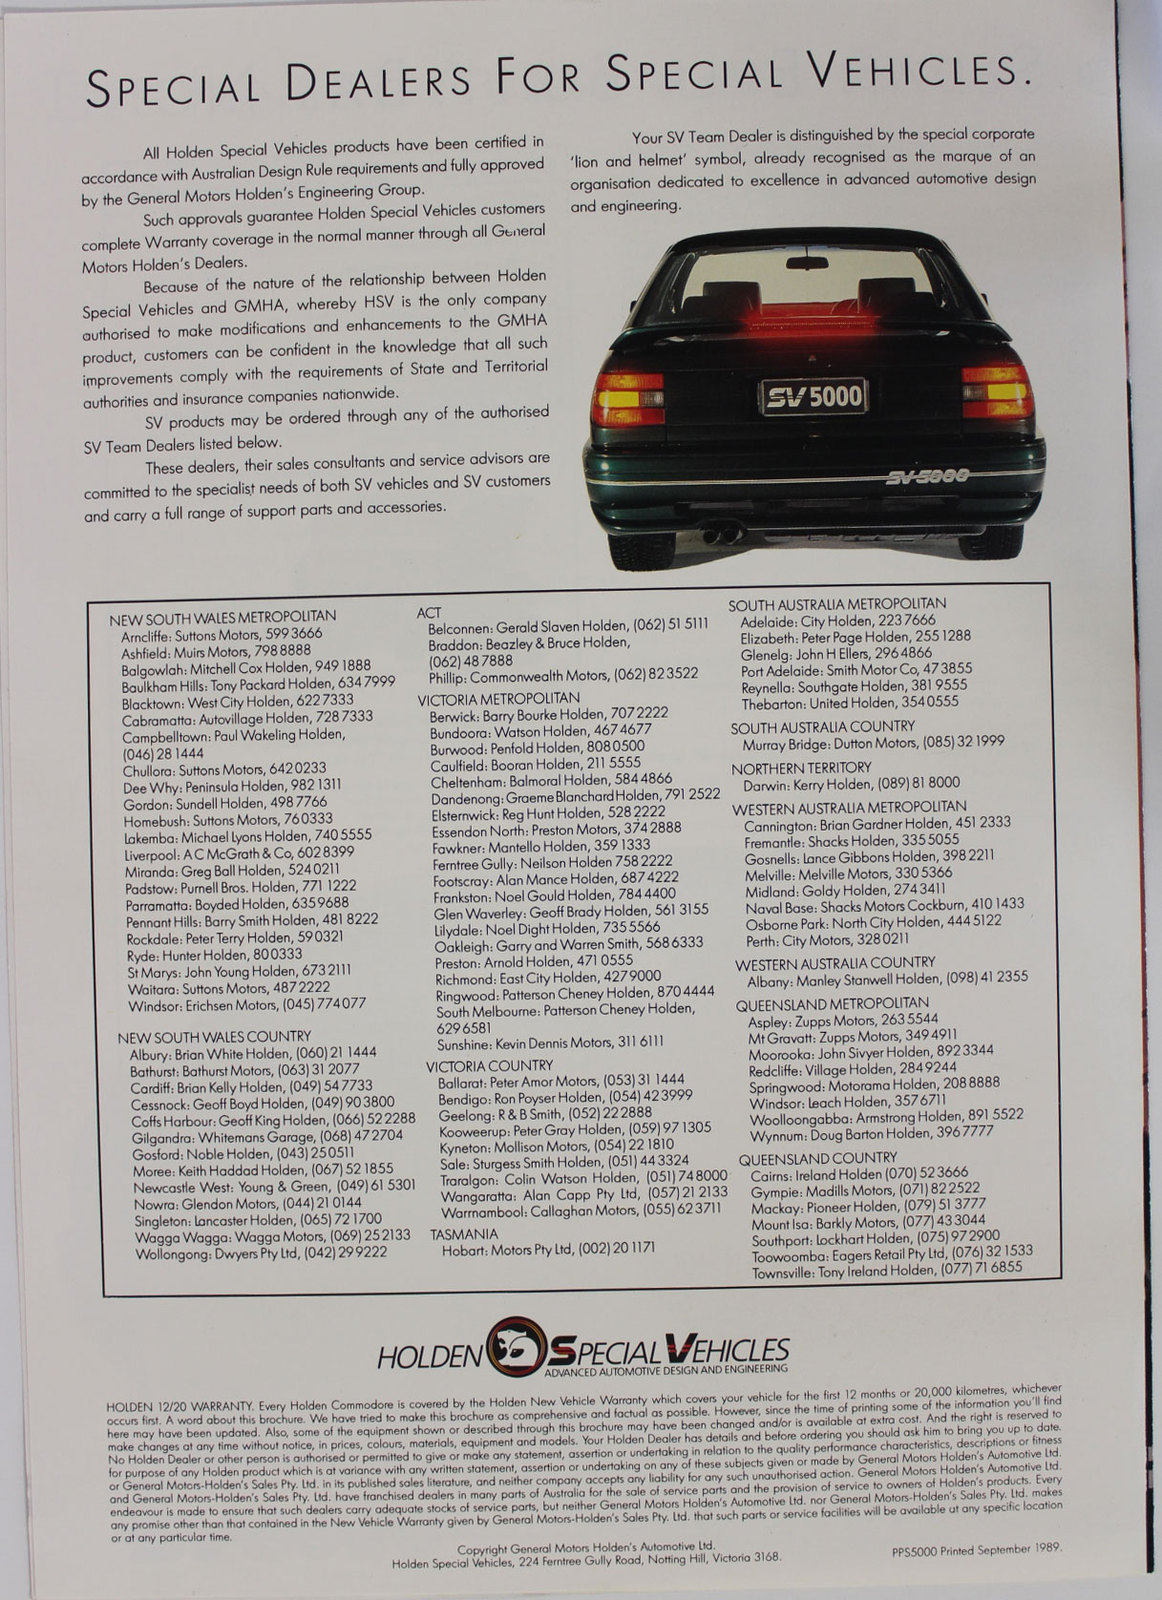 SPECIAL DEALERS FOR SPECIAL VEHICLES.
All Holden Special Vehicles products have been certified in
accordance with Australian Design Rule requirements and fully approved
by the General Motors Holden's Engineering Group.
Such approvals guarantee Holden Special Vehicles customers
complete Warranty coverage in the normal manner through all General
Motors Holden's Dealers.
Because of the nature of the relationship between Holden
Special Vehicles and GMHA, whereby HSV is the only company
authorised to make modifications and enhancements to the GMHA
product, customers can be confident in the knowledge that all such
improvements comply with the requirements of State and Territorial
authorities and insurance companies nationwide.
SV products may be ordered through any of the authorised
SV Team Dealers listed below.
These dealers, their sales consultants and service advisors are
committed to the specialist needs of both SV vehicles and SV customers
and carry a full range of support parts and accessories.
Your SV Team Dealer is distinguished by the special corporate
'lion and helmet' symbol, already recognised as the marque of an
organisation dedicated to excellence in advanced automotive design
and engineering.
SV 5000
SV 5000
NEW SOUTH WALES METROPOLITAN
Arncliffe: Suttons Motors, 599 3666
Ashfield: Muirs Motors, 798 8888
Balgowlah: Mitchell Cox Holden, 949 1888
Baulkham Hills: Tony Packard Holden, 634 7999
Blacktown: West City Holden, 622 7333
Cabramatta: Autovillage Holden, 728 7333
Campbelltown: Paul Wakeling Holden,
(046) 28 1444
Chullora: Suttons Motors, 642 0233
Dee Why: Peninsula Holden, 982 1311
Gordon: Sundell Holden, 498 7766
Homebush: Suttons Motors, 76 0333
Lakemba: Michael Lyons Holden, 740 5555
Liverpool: A C McGrath & Co, 602 8399
Miranda: Greg Ball Holden, 524 0211
Padstow: Purnell Bros. Holden, 771 1222
Parramatta: Boyded Holden, 635 9688
Pennant Hills: Barry Smith Holden, 481 8222
Rockdale: Peter Terry Holden, 59 0321
Ryde: Hunter Holden, 80 0333
St Marys: John Young Holden, 673 2111
Waitara: Suttons Motors, 487 2222
Windsor: Erichsen Motors, (045) 77 4077
NEW SOUTH WALES COUNTRY
Albury: Brian White Holden, (060) 21 1444
Bathurst: Bathurst Motors, (063) 31 2077
Cardiff: Brian Kelly Holden, (049) 54 7733
Cessnock: Geoff Boyd Holden, (049) 90 3800
Coffs Harbour: Geoff King Holden, (066) 52 2288
Gilgandra: Whitemans Garage, (068) 47 2704
Gosford: Noble Holden, (043) 25 0511
Moree: Keith Haddad Holden, (067) 52 1855
Newcastle West: Young & Green, (049) 61 5301
Nowra: Glendon Motors, (044) 21 0144
Singleton: Lancaster Holden, (065) 72 1700
Wagga Wagga: Wagga Motors, (069) 25 2133
Wollongong: Dwyers Pty Ltd, (042) 29 9222
ACT
Belconnen: Gerald Slaven Holden, (062) 51 5111
Braddon: Beazley & Bruce Holden,
(062) 48 7888
Phillip: Commonwealth Motors, (062) 82 3522
VICTORIA METROPOLITAN
Berwick: Barry Bourke Holden, 707 2222
Bundoora: Watson Holden, 467 4677
Burwood: Penfold Holden, 808 0500
Caulfield: Booran Holden, 211 5555
Cheltenham: Balmoral Holden, 584 4866
Dandenong: Graeme Blanchard Holden, 791 2522
Elsternwick: Reg Hunt Holden, 528 2222
Essendon North: Preston Motors, 374 2888
Fawkner: Mantello Holden, 359 1333
Ferntree Gully: Neilson Holden 758 2222
Footscray: Alan Mance Holden, 687 4222
Frankston: Noel Gould Holden, 784 4400
Glen Waverley: Geoff Brady Holden, 561 3155
Lilydale: Noel Dight Holden, 735 5566
Oakleigh: Garry and Warren Smith, 568 6333
Preston: Arnold Holden, 471 0555
Richmond: East City Holden, 427 9000
Ringwood: Patterson Cheney Holden, 870 4444
South Melbourne: Patterson Cheney Holden,
629 6581
Sunshine: Kevin Dennis Motors, 311 6111
VICTORIA COUNTRY
Ballarat: Peter Amor Motors, (053) 31 1444
Bendigo: Ron Poyser Holden, (054) 42 3999
Geelong: R & B Smith, (052) 22 2888
Kooweerup: Peter Gray Holden, (059) 97 1305
Kyneton: Mollison Motors, (054) 22 1810
Sale: Sturgess Smith Holden, (051) 44 3324
Traralgon: Colin Watson Holden, (051) 74 8000
Wangaratta: Alan Capp Pty Ltd, (057) 21 2133
Warrnambool: Callaghan Motors, (055) 62 3711
TASMANIA
Hobart: Motors Pty Ltd, (002) 20 1171
SOUTH AUSTRALIA METROPOLITAN
Adelaide: City Holden, 223 7666
Elizabeth: Peter Page Holden, 255 1288
Glenelg: John H Ellers, 296 4866
Port Adelaide: Smith Motor Co, 47 3855
Reynella: Southgate Holden, 381 9555
Thebarton: United Holden, 354 0555
SOUTH AUSTRALIA COUNTRY
Murray Bridge: Dutton Motors, (085) 32 1999
NORTHERN TERRITORY
Darwin: Kerry Holden, (089) 81 8000
WESTERN AUSTRALIA METROPOLITAN
Cannington: Brian Gardner Holden, 451 2333
Fremantle: Shacks Holden, 335 5055
Gosnells: Lance Gibbons Holden, 398 2211
Melville: Melville Motors, 330 5366
Midland: Goldy Holden, 274 3411
Naval Base: Shacks Motors Cockburn, 410 1433
Osborne Park: North City Holden, 444 5122
Perth: City Motors, 328 0211
WESTERN AUSTRALIA COUNTRY
Albany: Manley Stanwell Holden, (098) 41 2355
QUEENSLAND METROPOLITAN
Aspley: Zupps Motors, 263 5544
Mt Gravatt: Zupps Motors, 349 4911
Moorooka: John Sivyer Holden, 892 3344
Redcliffe: Village Holden, 284 9244
Springwood: Motorama Holden, 208 8888
Windsor: Leach Holden, 357 6711
Woolloongabba: Armstrong Holden, 891 5522
Wynnum: Doug Barton Holden, 396 7777
QUEENSLAND COUNTRY
Cairns: Ireland Holden (070) 52 3666
Gympie: Madills Motors, (071) 82 2522
Mackay: Pioneer Holden, (079) 51 3777
Mount Isa: Barkly Motors, (077) 43 3044
Southport: Lockhart Holden, (075) 97 2900
Toowoomba: Eagers Retail Pty Ltd, (076) 32 1533
Townsville: Tony Ireland Holden, (077) 71 6855
HOLDEN SPECIAL VEHICLES
ADVANCED AUTOMOTIVE DESIGN AND ENGINEERING
HOLDEN 12/20 WARRANTY. Every Holden Commodore is covered by the Holden New Vehicle Warranty which covers your vehicle for the first 12 months or 20,000 kilometres, whichever
occurs first. A word about this brochure. We have tried to make this brochure as comprehensive and factual as possible. However, since the time of printing some of the information you'll find
here may have been updated. Also, some of the equipment shown or described through this brochure may have been changed and/or is available at extra cost. And the right is reserved to
make changes at any time without notice, in prices, colours, materials, equipment and models. Your Holden Dealer has details and before ordering you should ask him to bring you up to date.
No Holden Dealer or other person is authorised or permitted to give or make any statement, assertion or undertaking in relation to the quality performance characteristics, descriptions or fitness
for purpose of any Holden product which is at variance with any written statement, assertion or undertaking on any of these subjects given or made by General Motors Holden's Automotive Ltd.
or General Motors-Holden's Sales Pty. Ltd. in its published sales literature, and neither company accepts any liability for any such unauthorised action. General Motors Holden's Automotive Ltd.
and General Motors-Holden's Sales Pty. Ltd. have franchised dealers in many parts of Australia for the sale of service parts and the provision of service to owners of Holden's products. Every
endeavour is made to ensure that such dealers carry adequate stocks of service parts, but neither General Motors Holden's Automotive Ltd. nor General Motors-Holden's Sales Pty. Ltd. makes
any promise other than that contained in the New Vehicle Warranty given by General Motors-Holden's Sales Pty. Ltd. that such parts or service facilities will be available at any specific location
or at any particular time.
Copyright General Motors Holden's Automotive Ltd.
Holden Special Vehicles, 224 Ferntree Gully Road, Notting Hill, Victoria 3168.
PPS5000 Printed September 1989.